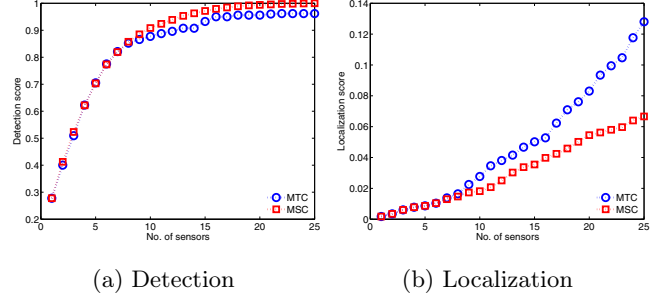 1
0.9
0.8
0.7
0.6
0.5
0.4
0.3
0.2
Detection score
0 5 10 15 20 25
No. of sensors
MTC
MSC
(a) Detection
0.14
0.12
0.1
0.08
0.06
0.04
0.02
0
Localization score
0 5 10 15 20 25
No. of sensors
MTC
MSC
(b) Localization